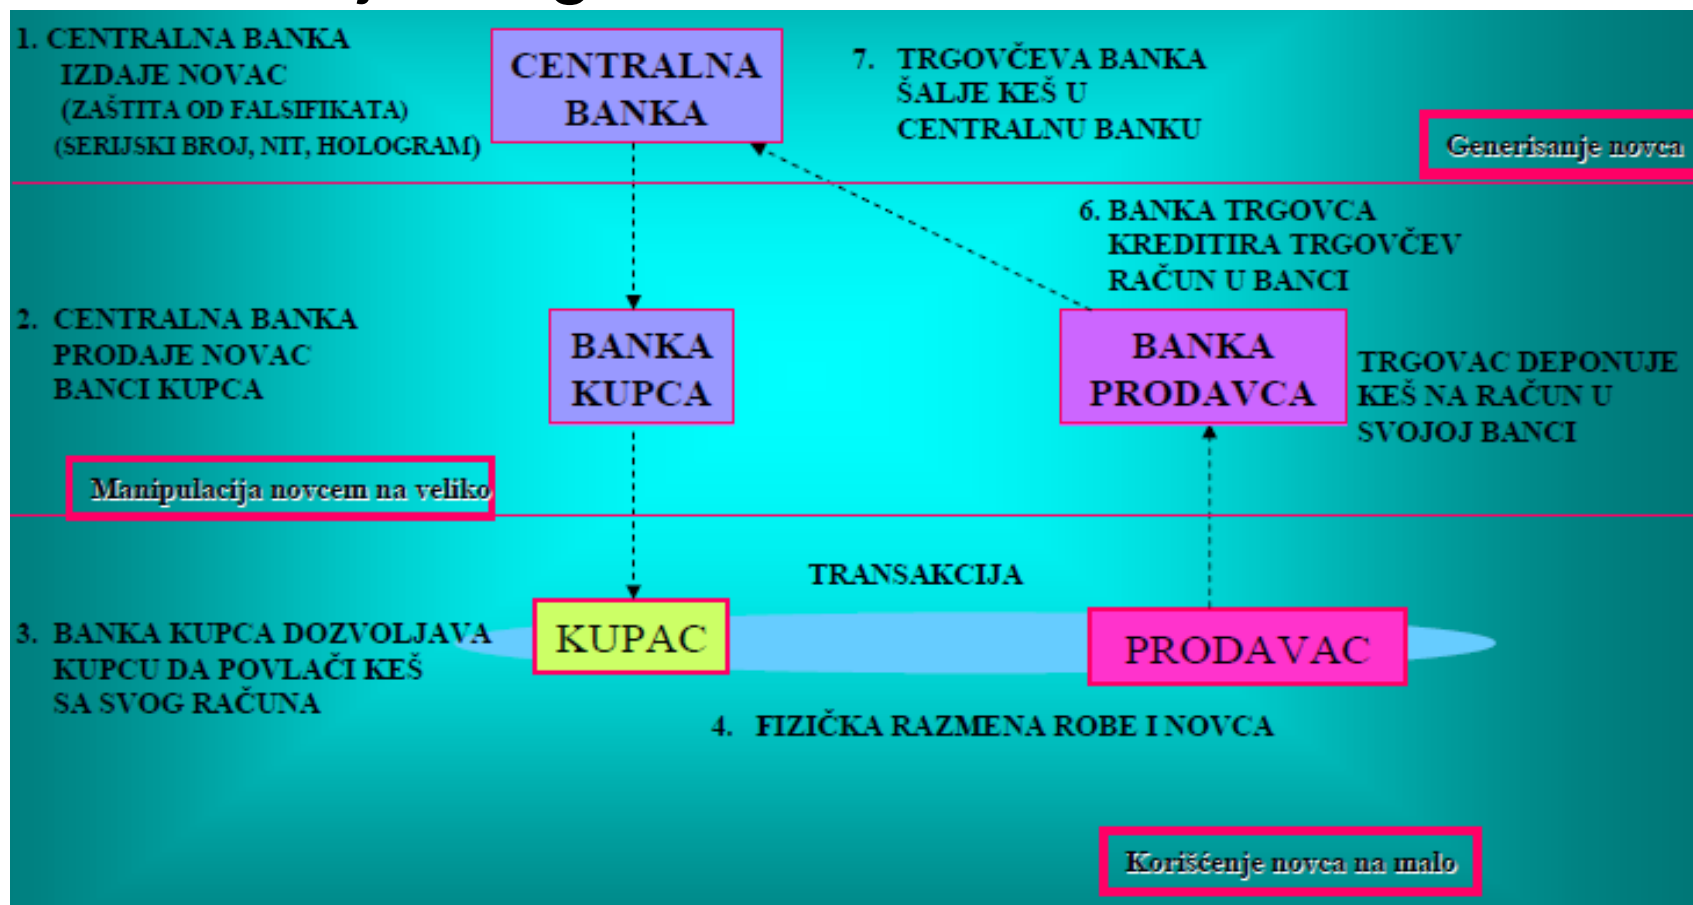 1. CENTRALNA BANKA
IZDAJE NOVAC
(ZAŠTITA OD FALSIFIKATA)
(SERIJSKI BROJ, NIT, HOLOGRAM)
CENTRALNA
BANKA
7. TRGOVČEVA BANKA
ŠALJE KEŠ U
CENTRALNU BANKU
Generisanje novca
6. BANKA TRGOVCA
KREDITIRA TRGOVČEV
RAČUN U BANCI
2. CENTRALNA BANKA
PRODAJE NOVAC
BANCI KUPCA
BANKA
KUPCA
BANKA
PRODAVCA
TRGOVAC DEPONUJE
KEŠ NA RAČUN U
SVOJOJ BANCI
Manipulacija novcem na veliko
TRANSAKCIJA
3. BANKA KUPCA DOZVOLJAVA
KUPCU DA POVLAČI KEŠ
SA SVOG RAČUNA
KUPAC
PRODAVAC
4. FIZIČKA RAZMENA ROBE I NOVCA
Korišćenje novca na malo